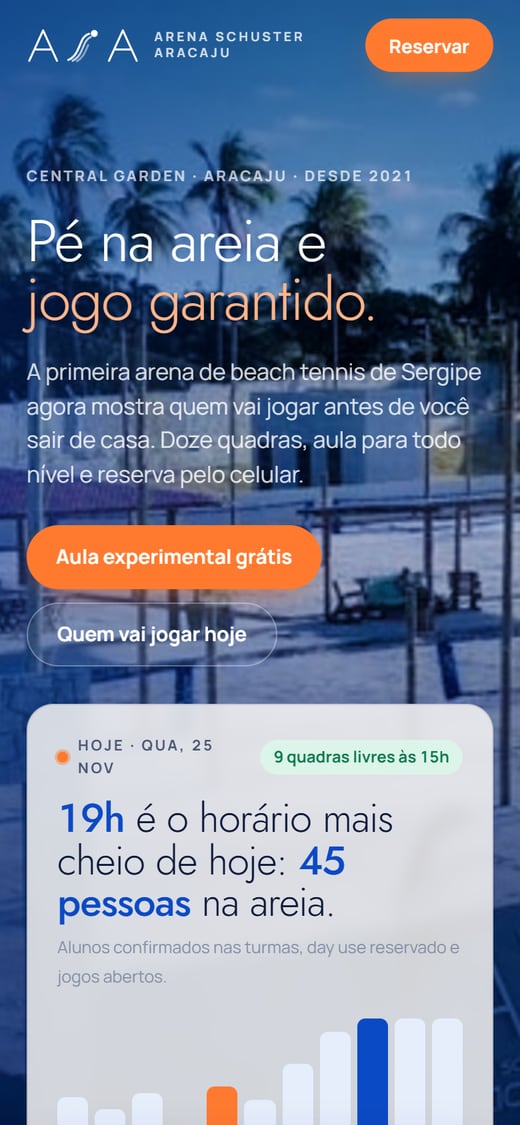 ASA
ARENA SCHUSTER
ARACAJU
Reservar
CENTRAL GARDEN · ARACAJU · DESDE 2021
Pé na areia e
jogo garantido.
A primeira arena de beach tennis de Sergipe
agora mostra quem vai jogar antes de você
sair de casa. Doze quadras, aula para todo
nível e reserva pelo celular.
Aula experimental grátis
Quem vai jogar hoje
HOJE · QUA, 25
NOV
9 quadras livres às 15h
19h é o horário mais
cheio de hoje: 45
pessoas na areia.
Alunos confirmados nas turmas, day use reservado e
jogos abertos.